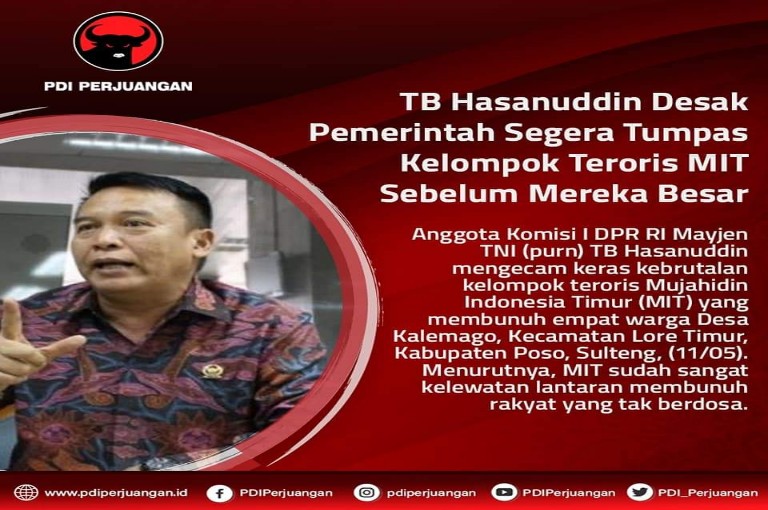 PDI PERJUANGAN
TB Hasanuddin Desak
Pemerintah Segera Tumpas
Kelompok Teroris MIT
Sebelum Mereka Besar
Anggota Komisi I DPR RI Mayjen
TNI (purn) TB Hasanuddin
mengecam keras kebrutalan
kelompok teroris Mujahidin
Indonesia Timur (MIT) yang
membunuh empat warga Desa
Kalemago, Kecamatan Lore Timur,
Kabupaten Poso, Sulteng, (11/05).
Menurutnya, MIT sudah sangat
kelewatan lantaran membunuh
rakyat yang tak berdosa.
www.pdiperjuangan.id PDIPerjuangan pdiperjuangan PDIPerjuangan PDI_Perjuangan